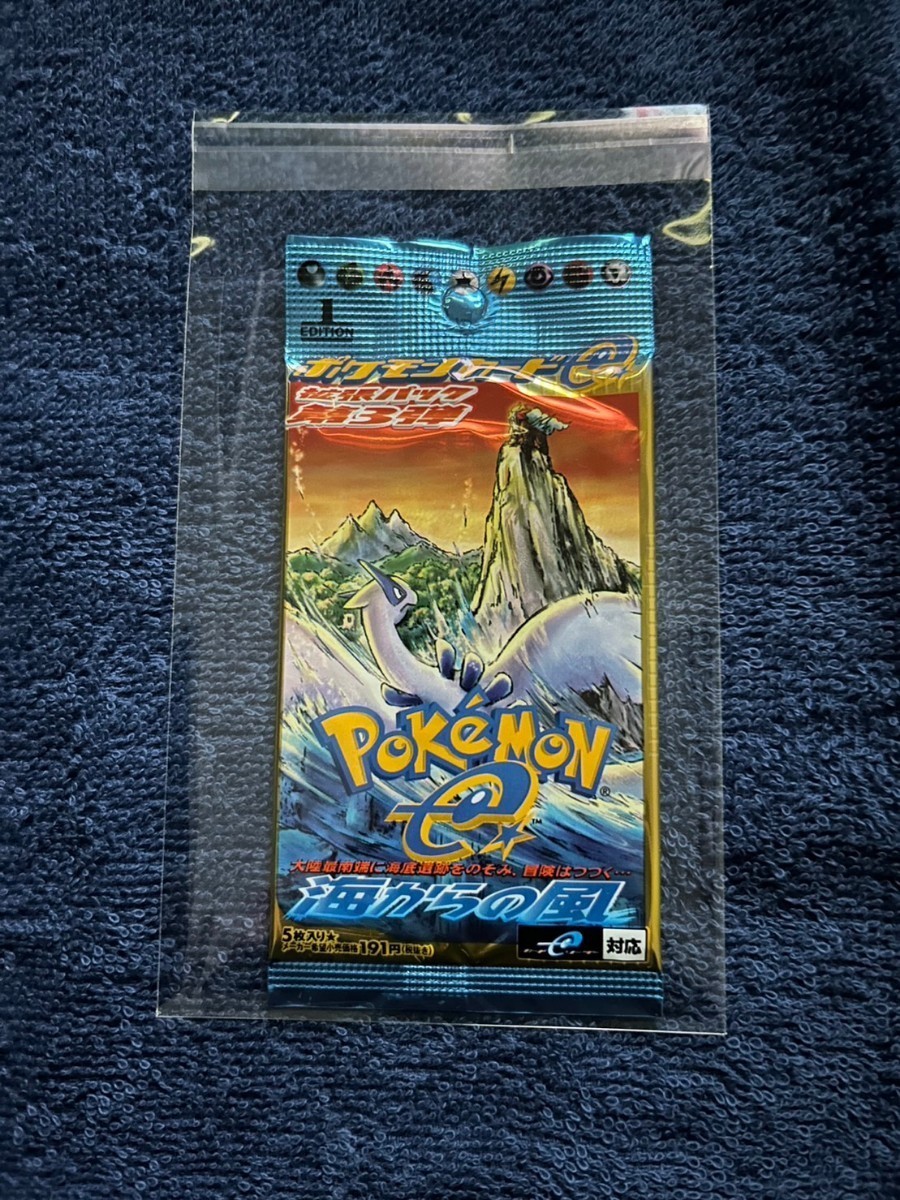 1
EDITION
ポケモンカードe
拡張パック
第3弾
POKéMON®
e™
大陸最南端に海底遺跡をのぞみ、冒険はつづく…
海からの風
5枚入り★
メーカー希望小売価格191円(税抜き)
e
対応